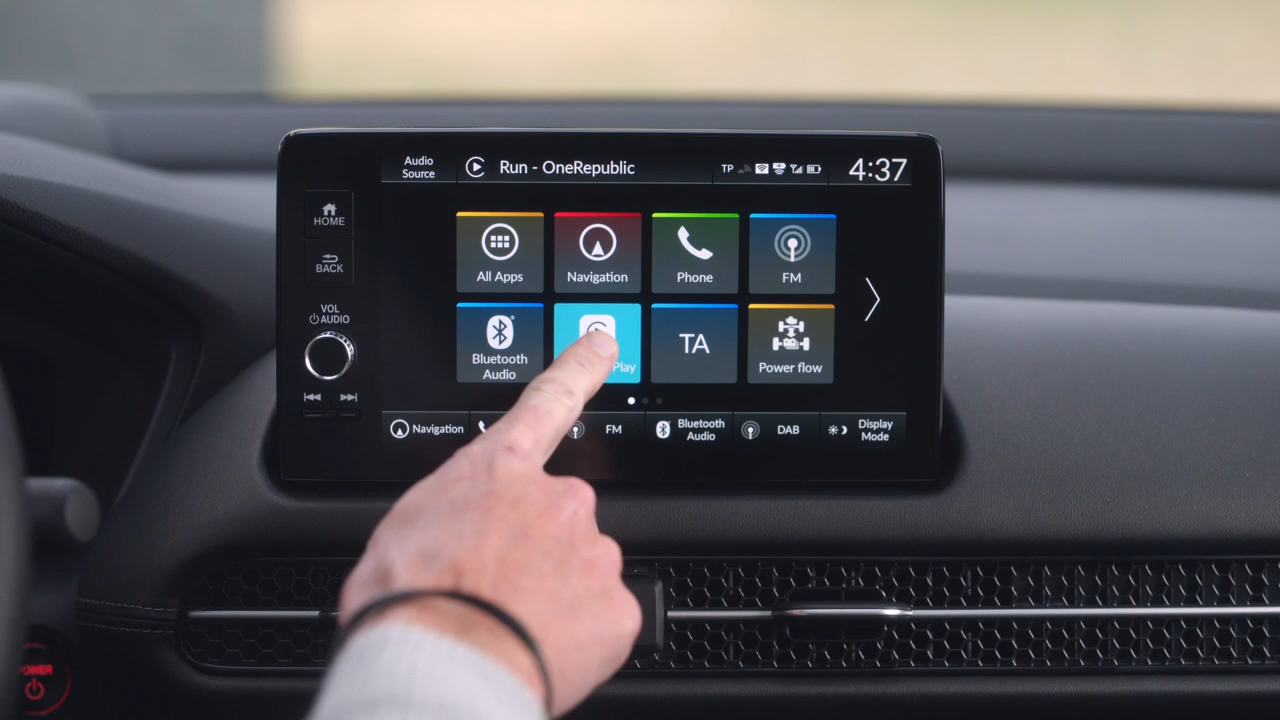 Audio
Source
Run - OneRepublic
TP
4:37
HOME
BACK
VOL
AUDIO
All Apps
Navigation
Phone
FM
Bluetooth
Audio
Play
TA
Power flow
Navigation
FM
Bluetooth
Audio
DAB
Display
Mode
POWER